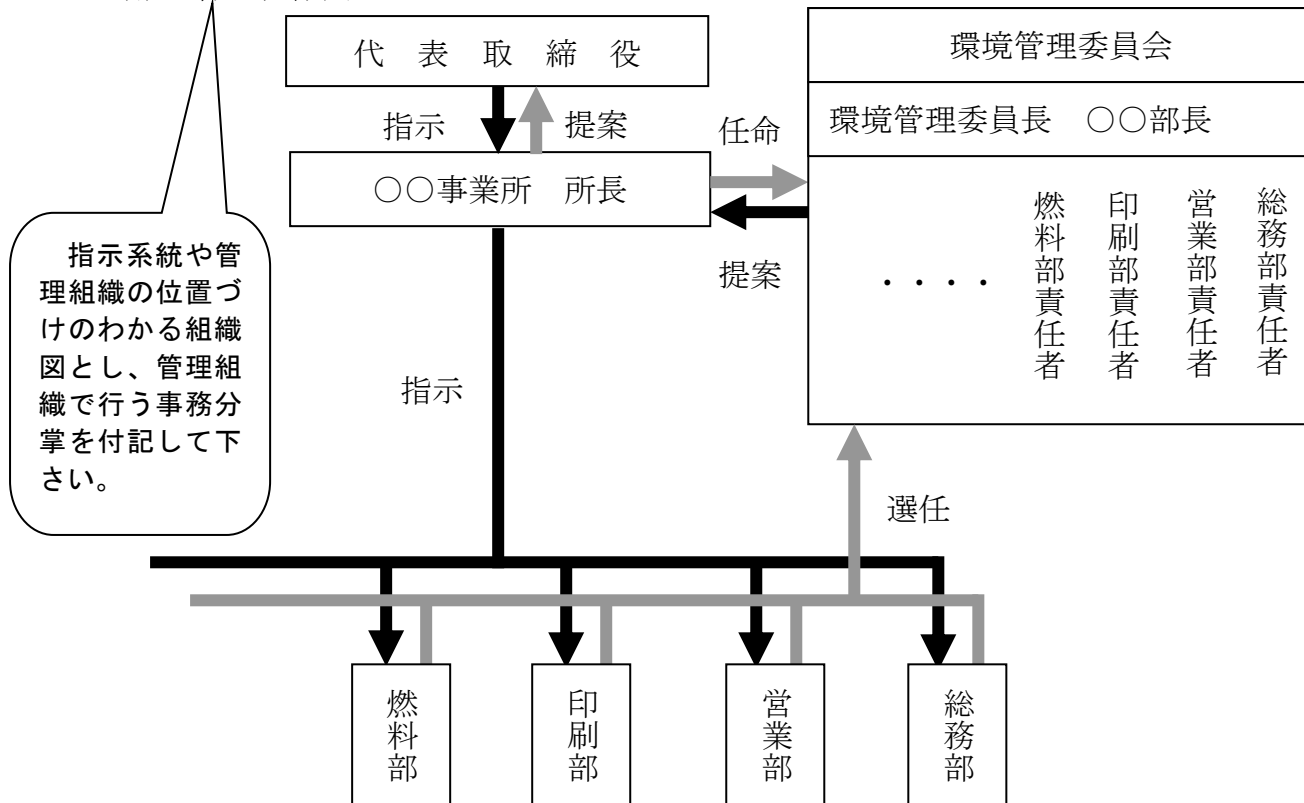 代表取締役
環境管理委員会
環境管理委員長　〇〇部長
指示
提案
任命
〇〇事業所　所長
提案
総務部責任者
営業部責任者
印刷部責任者
燃料部責任者
・・・・
　指示系統や管
理組織の位置づ
けのわかる組織
図とし、管理組
織で行う事務分
掌を付記して下
さい。
指示
選任
燃料部
印刷部
営業部
総務部